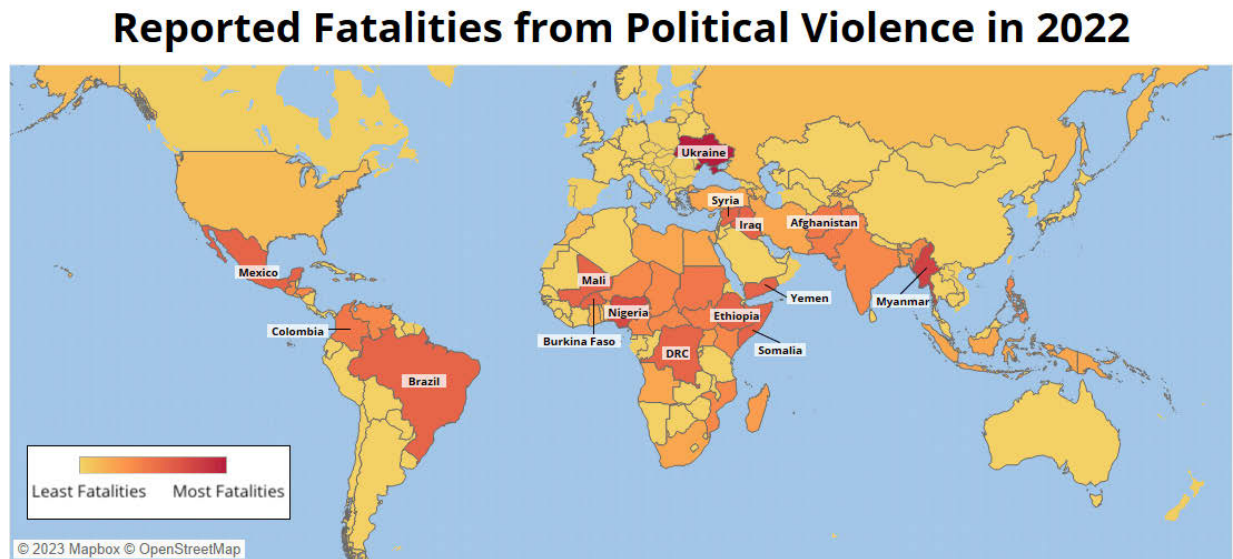 Reported Fatalities from Political Violence in 2022
Ukraine
Syria
Iraq
Afghanistan
Mexico
Mali
Yemen
Myanmar
Nigeria
Ethiopia
Colombia
Burkina Faso
Somalia
DRC
Brazil
Least Fatalities
Most Fatalities
© 2023 Mapbox © OpenStreetMap